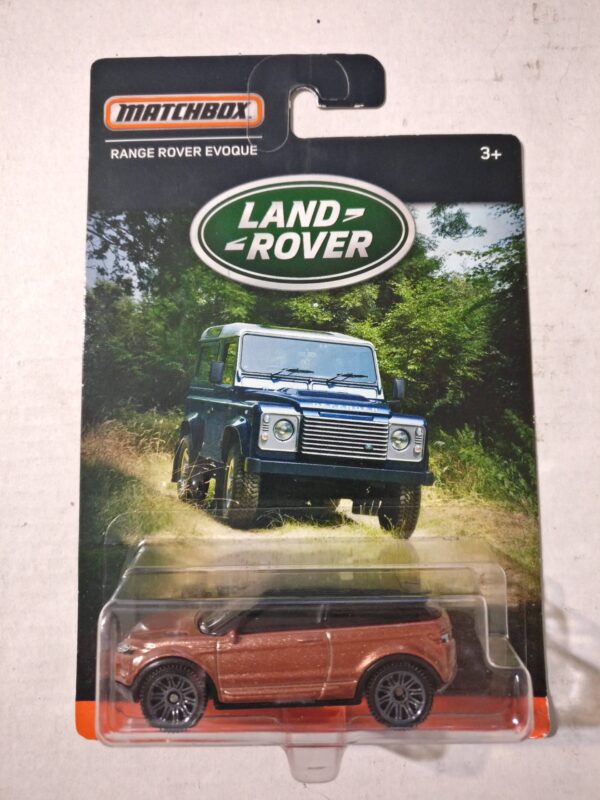 MATCHBOX
RANGE ROVER EVOQUE
3+
LAND
ROVER
DEFENDER